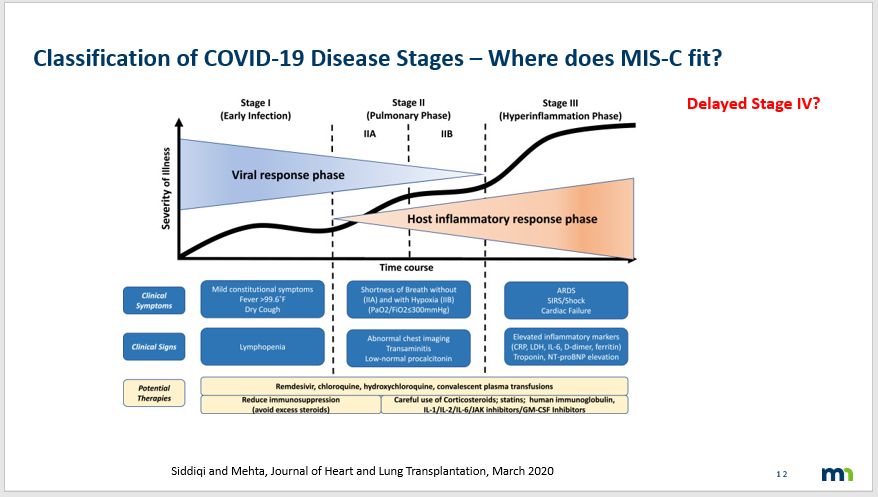 Classification of COVID-19 Disease Stages – Where does MIS-C fit?
Delayed Stage IV?
Stage I
(Early Infection)
Stage II
(Pulmonary Phase)
Stage III
(Hyperinflammation Phase)
IIA
IIB
Severity of Illness
Viral response phase
Host inflammatory response phase
Time course
Clinical
Symptoms
Mild constitutional symptoms
Fever >99.6°F
Dry Cough
Shortness of Breath without
(IIA) and with Hypoxia (IIB)
(PaO2/FiO2≤300mmHg)
ARDS
SIRS/Shock
Cardiac Failure
Clinical Signs
Lymphopenia
Abnormal chest imaging
Transaminitis
Low-normal procalcitonin
Elevated inflammatory markers
(CRP, LDH, IL-6, D-dimer, ferritin)
Troponin, NT-proBNP elevation
Potential
Therapies
Remdesivir, chloroquine, hydroxychloroquine, convalescent plasma transfusions
Reduce immunosuppression
(avoid excess steroids)
Careful use of Corticosteroids; statins; human immunoglobulin,
IL-1/IL-2/IL-6/JAK inhibitors/GM-CSF Inhibitors
Siddiqi and Mehta, Journal of Heart and Lung Transplantation, March 2020
12
mn